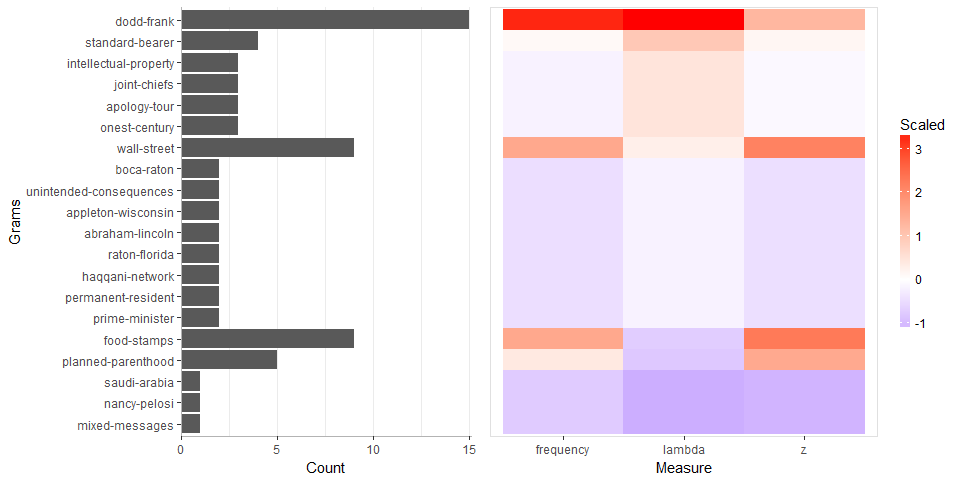 Grams
dodd-frank
standard-bearer
intellectual-property
joint-chiefs
apology-tour
onest-century
wall-street
boca-raton
unintended-consequences
appleton-wisconsin
abraham-lincoln
raton-florida
haqqani-network
permanent-resident
prime-minister
food-stamps
planned-parenthood
saudi-arabia
nancy-pelosi
mixed-messages
0 5 10 15
Count
frequency lambda z
Measure
Scaled
3
2
1
0
-1